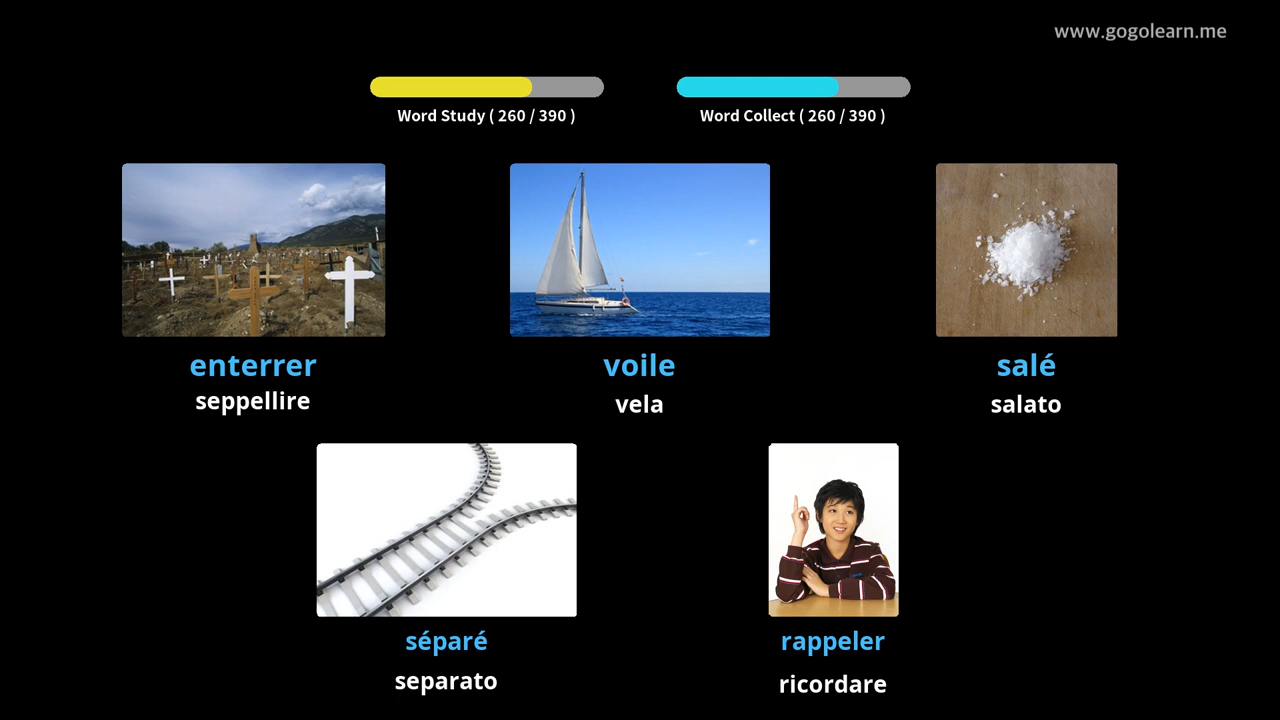 www.gogolearn.me
Word Study ( 260 / 390 )
Word Collect ( 260 / 390 )
enterrer
seppellire
voile
vela
salé
salato
séparé
separato
rappeler
ricordare